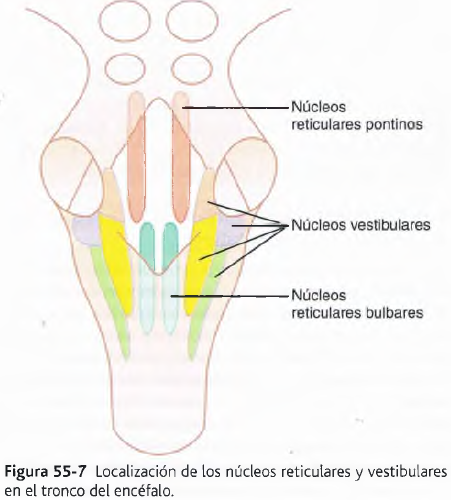 Núcleos
reticulares pontinos
Núcleos vestibulares
Núcleos
reticulares bulbares
Figura 55-7 Localización de los núcleos reticulares y vestibulares
en el tronco del encéfalo.